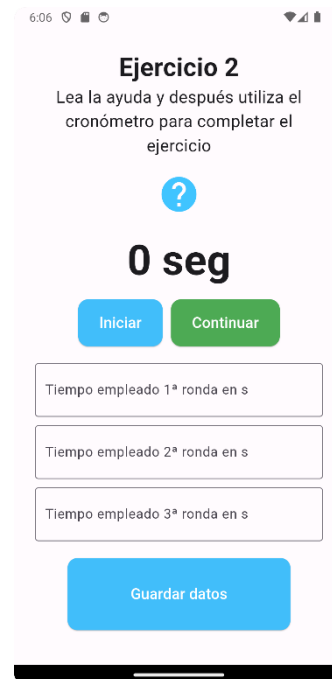 6:06
Ejercicio 2
Lea la ayuda y después utiliza el
cronómetro para completar el
ejercicio
?
0 seg
Iniciar
Continuar
Tiempo empleado 1ª ronda en s
Tiempo empleado 2ª ronda en s
Tiempo empleado 3ª ronda en s
Guardar datos